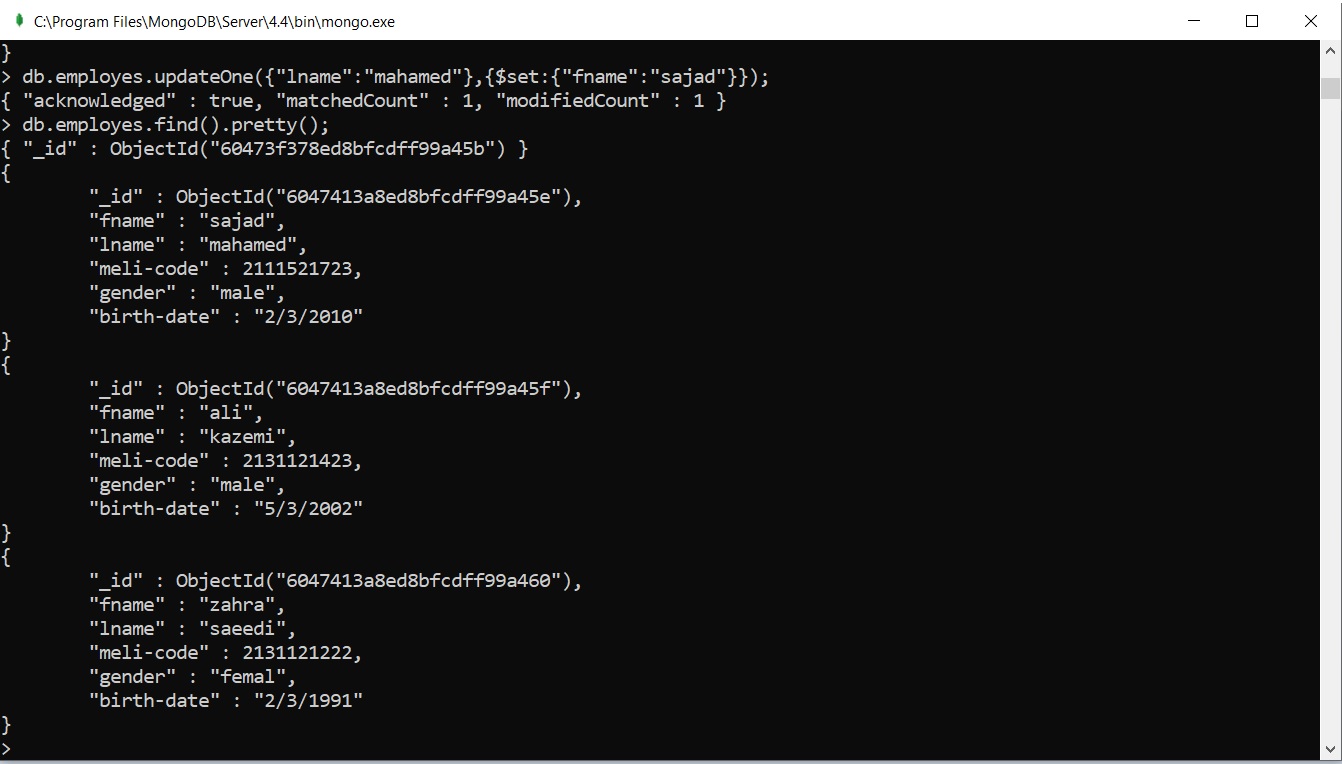 C:\Program Files\MongoDB\Server\4.4\bin\mongo.exe
}
> db.employes.updateOne({"lname":"mahamed"},{$set:{"fname":"sajad"}});
{ "acknowledged" : true, "matchedCount" : 1, "modifiedCount" : 1 }
> db.employes.find().pretty();
{ "_id" : ObjectId("60473f378ed8bfcdff99a45b") }
{
        "_id" : ObjectId("6047413a8ed8bfcdff99a45e"),
        "fname" : "sajad",
        "lname" : "mahamed",
        "meli-code" : 2111521723,
        "gender" : "male",
        "birth-date" : "2/3/2010"
}
{
        "_id" : ObjectId("6047413a8ed8bfcdff99a45f"),
        "fname" : "ali",
        "lname" : "kazemi",
        "meli-code" : 2131121423,
        "gender" : "male",
        "birth-date" : "5/3/2002"
}
{
        "_id" : ObjectId("6047413a8ed8bfcdff99a460"),
        "fname" : "zahra",
        "lname" : "saeedi",
        "meli-code" : 2131121222,
        "gender" : "femal",
        "birth-date" : "2/3/1991"
}
>